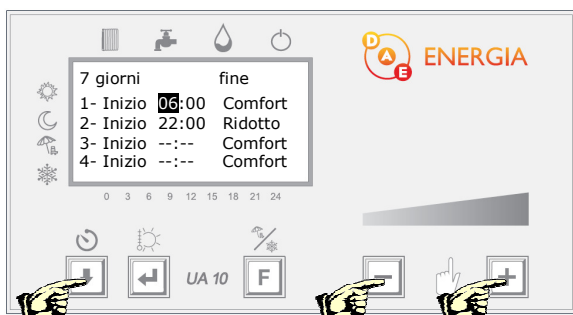 D A E ENERGIA
7 giorni fine
1- Inizio 06:00 Comfort
2- Inizio 22:00 Ridotto
3- Inizio --:-- Comfort
4- Inizio --:-- Comfort
0 3 6 9 12 15 18 21 24
UA 10 F - +